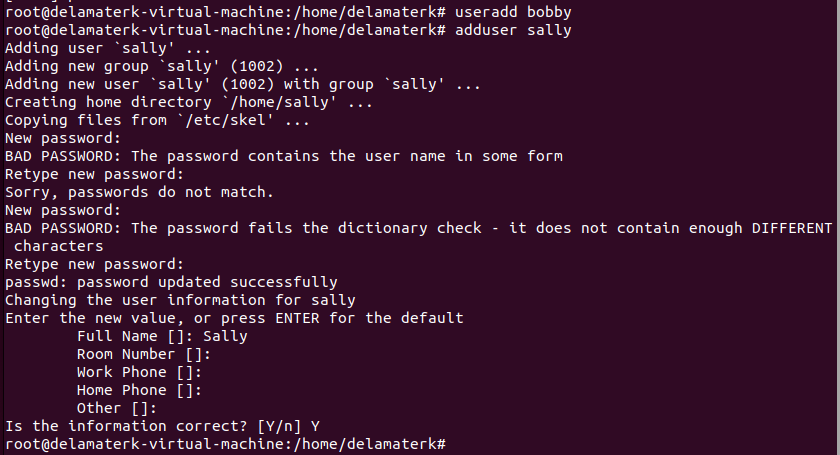 root@delamaterk-virtual-machine:/home/delamaterk# useradd bobby
root@delamaterk-virtual-machine:/home/delamaterk# adduser sally
Adding user `sally' ...
Adding new group `sally' (1002) ...
Adding new user `sally' (1002) with group `sally' ...
Creating home directory `/home/sally' ...
Copying files from `/etc/skel' ...
New password:
BAD PASSWORD: The password contains the user name in some form
Retype new password:
Sorry, passwords do not match.
New password:
BAD PASSWORD: The password fails the dictionary check - it does not contain enough DIFFERENT
 characters
Retype new password:
passwd: password updated successfully
Changing the user information for sally
Enter the new value, or press ENTER for the default
        Full Name []: Sally
        Room Number []:
        Work Phone []:
        Home Phone []:
        Other []:
Is the information correct? [Y/n] Y
root@delamaterk-virtual-machine:/home/delamaterk#